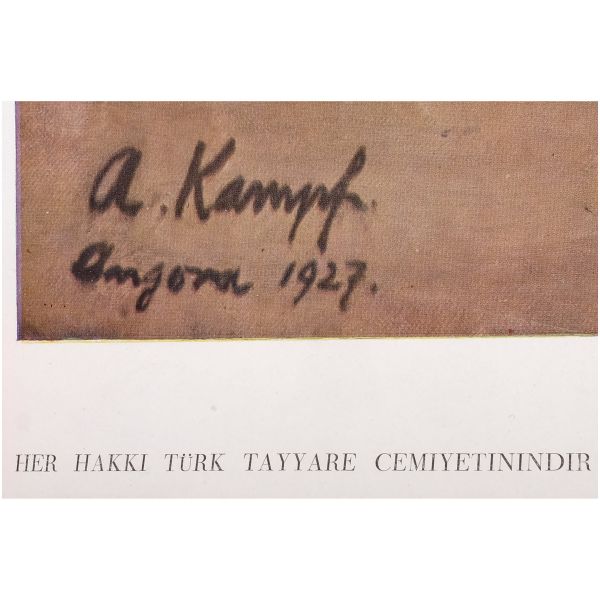 A. Kampf.
Angora 1927.
HER HAKKI TÜRK TAYYARE CEMIYETININDIR